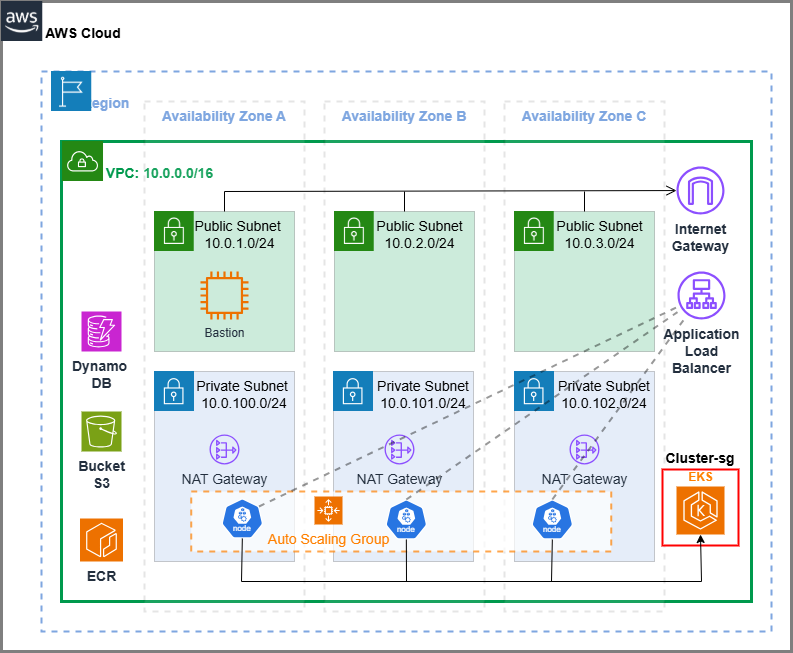 aws
AWS Cloud
egion
Availability Zone A
Availability Zone B
Availability Zone C
VPC: 10.0.0.0/16
Public Subnet
10.0.1.0/24
Public Subnet
10.0.2.0/24
Public Subnet
10.0.3.0/24
Internet
Gateway
Bastion
Application
Load
Balancer
Dynamo
DB
Private Subnet
10.0.100.0/24
Private Subnet
10.0.101.0/24
Private Subnet
10.0.102.0/24
Bucket
S3
NAT Gateway
NAT Gateway
NAT Gateway
Cluster-sg
EKS
K
node
node
node
Auto Scaling Group
ECR